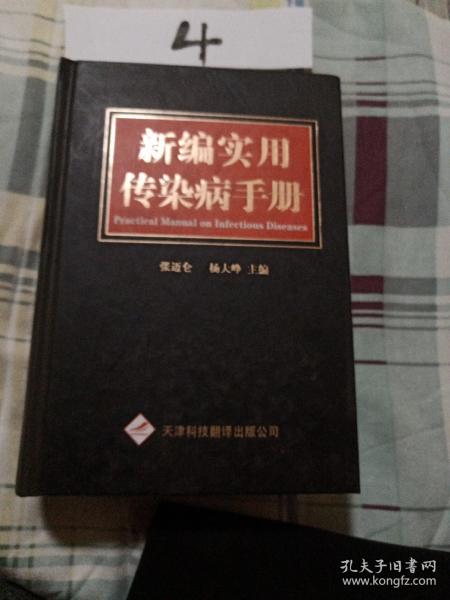 4
新编实用
传染病手册
Practical Manual on Infectious Diseases
张迈仑 杨大峥 主编
天津科技翻译出版公司
孔夫子旧书网
www.kongfz.com